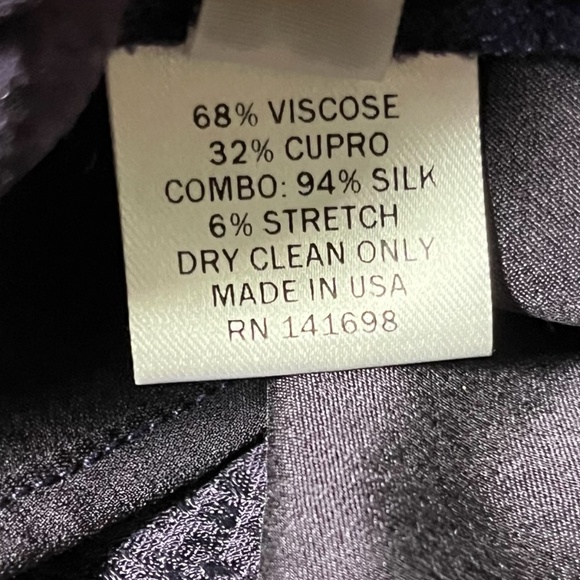 68% VISCOSE
32% CUPRO
COMBO: 94% SILK
6% STRETCH
DRY CLEAN ONLY
MADE IN USA
RN 141698